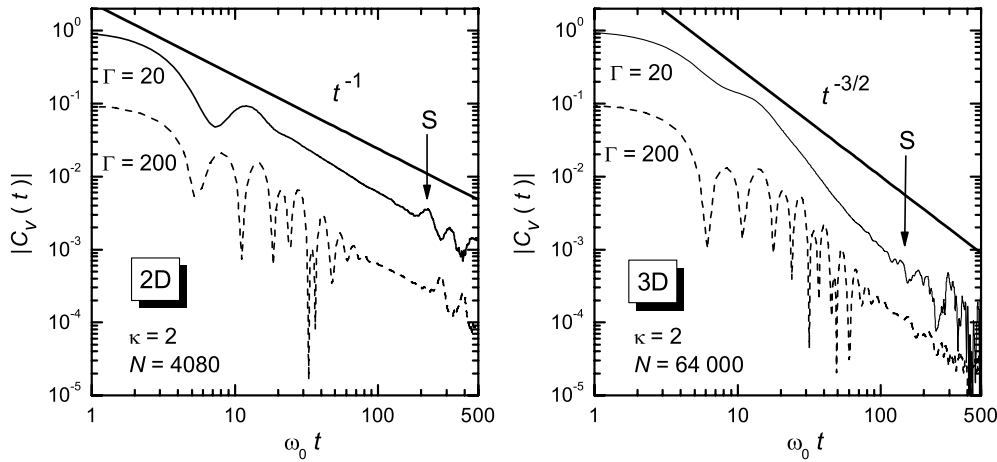 10^0
10^-1
10^-2
10^-3
10^-4
10^-5
|C_V (t)|
Γ = 20
Γ = 200
t^-1
S
2D
κ = 2
N = 4080
1
10
100
500
ω_0 t
10^0
10^-1
10^-2
10^-3
10^-4
10^-5
|C_V (t)|
Γ = 20
Γ = 200
t^-3/2
S
3D
κ = 2
N = 64 000
1
10
100
500
ω_0 t